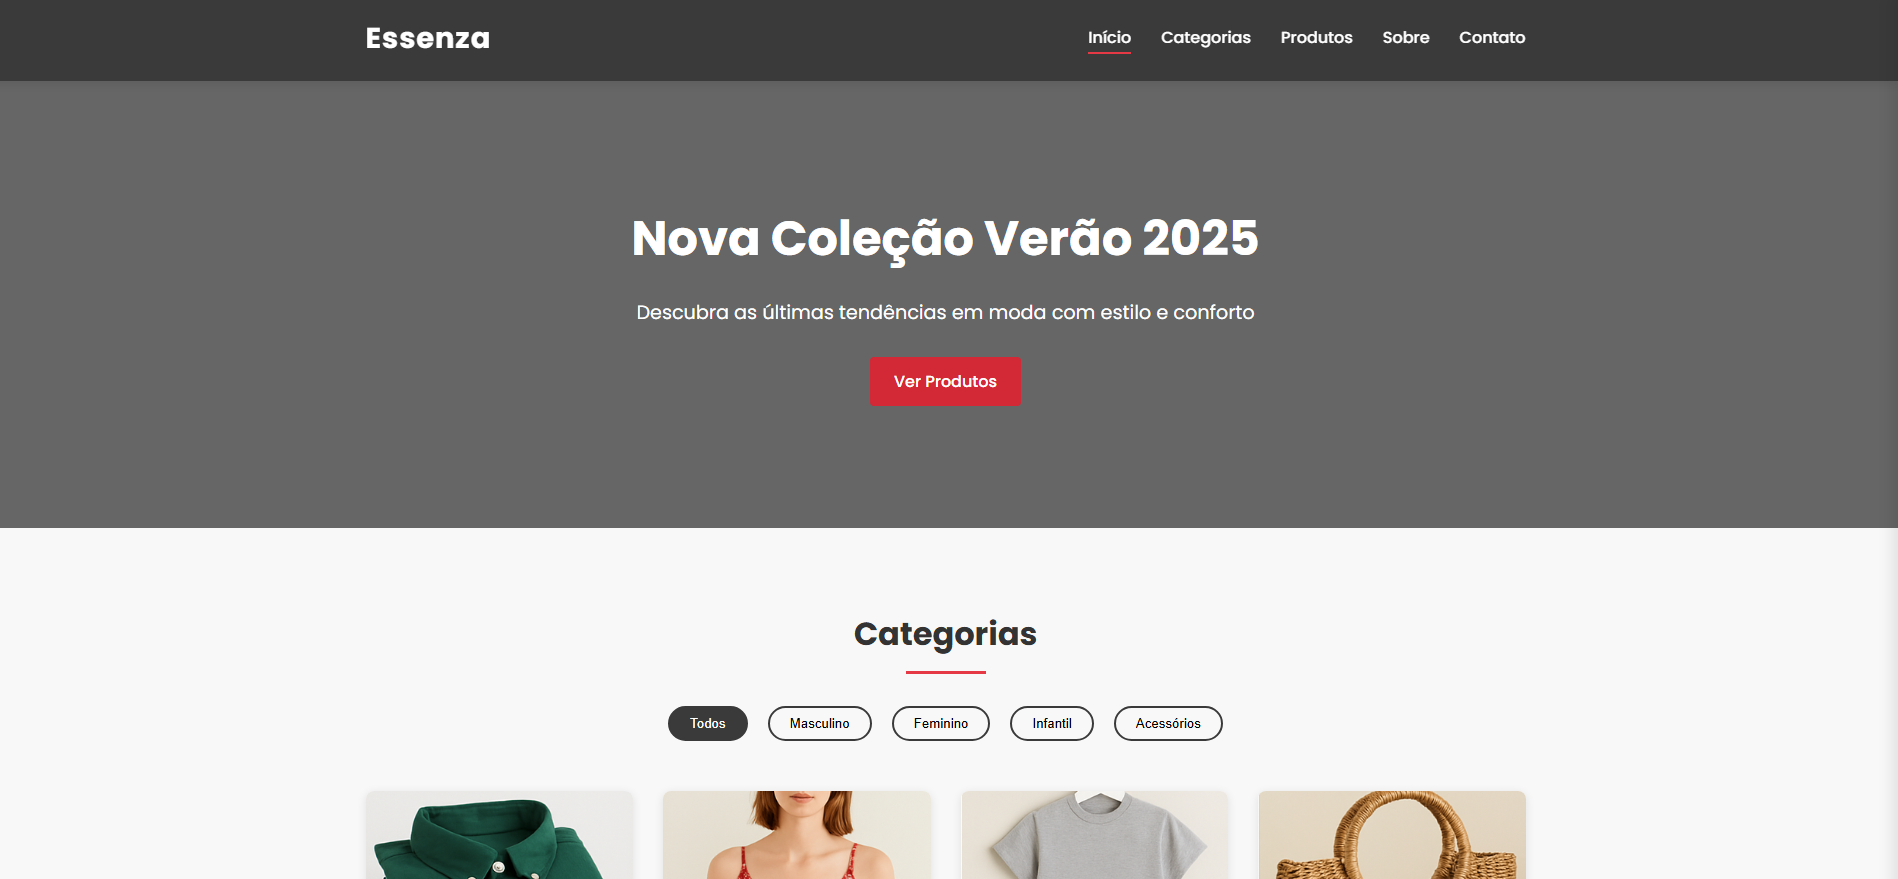 Essenza
Início Categorias Produtos Sobre Contato
Nova Coleção Verão 2025
Descubra as últimas tendências em moda com estilo e conforto
Ver Produtos
Categorias
Todos Masculino Feminino Infantil Acessórios